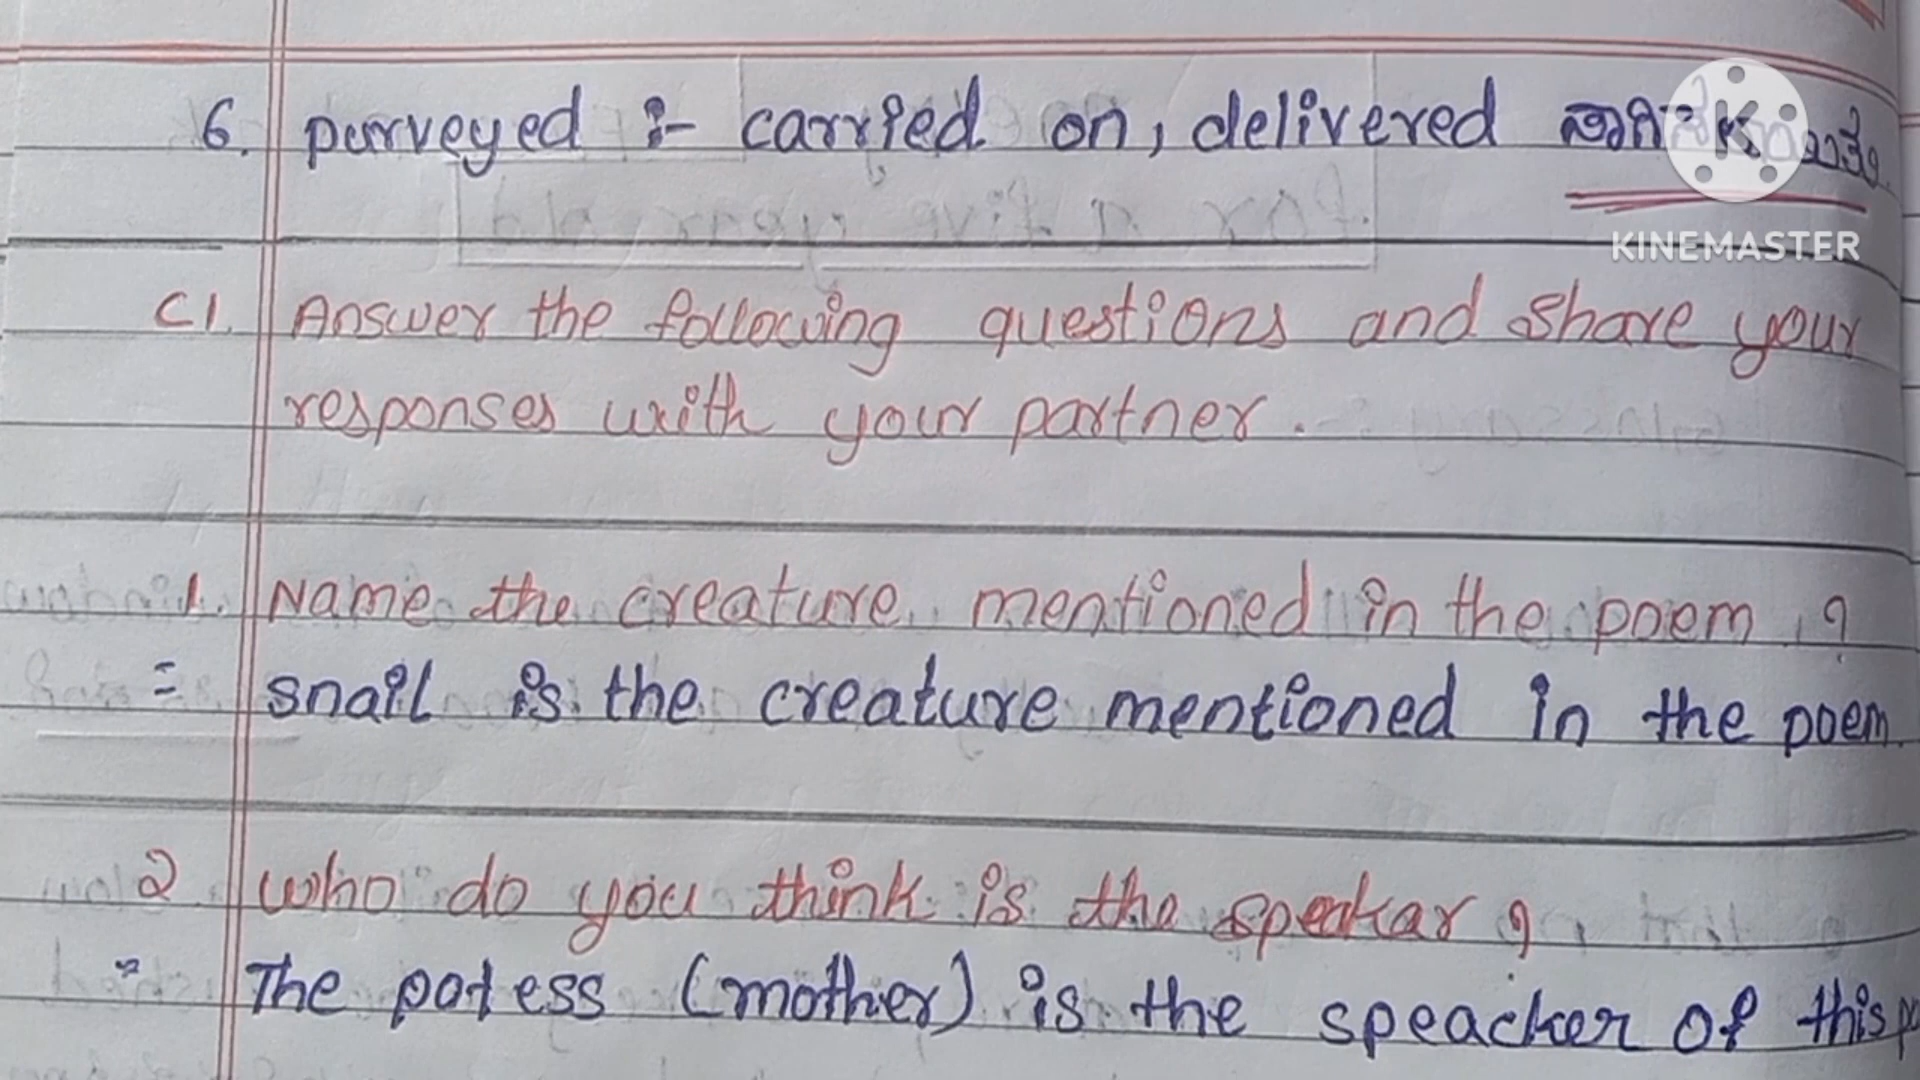 6. purveyed :- carried on, delivered
C1. Answer the following questions and share your
responses with your partner.
1. Name the creature mentioned in the poem ?
= snail is the creature mentioned in the poem.
2 who do you think is the speakar ?
= The potess (mother) is the speacker of this
K
KINEMASTER